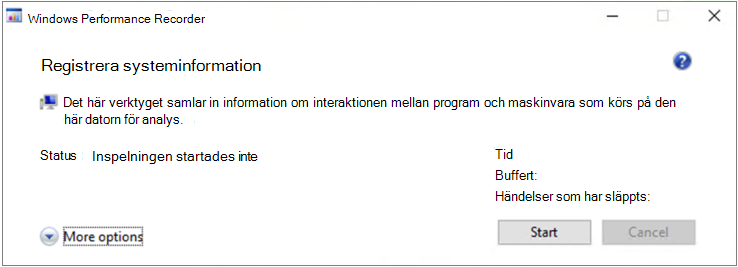 Windows Performance Recorder
Registrera systeminformation
Det här verktyget samlar in information om interaktionen mellan program och maskinvara som körs på den
här datorn för analys.
Status Inspelningen startades inte
Tid
Buffert:
Händelser som har släppts:
More options
Start
Cancel